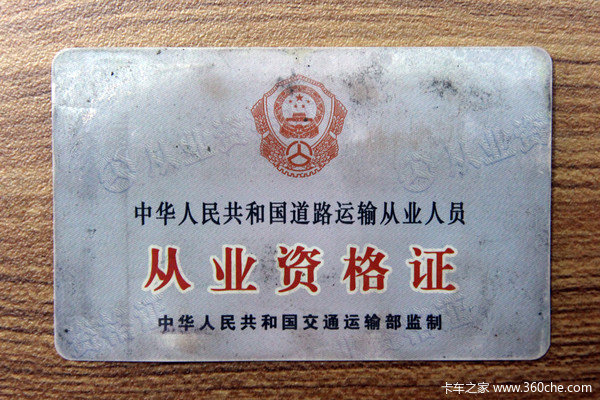 中华人民共和国道路运输从业人员
从业资格证
中华人民共和国交通运输部监制
卡车之家 www.360che.com